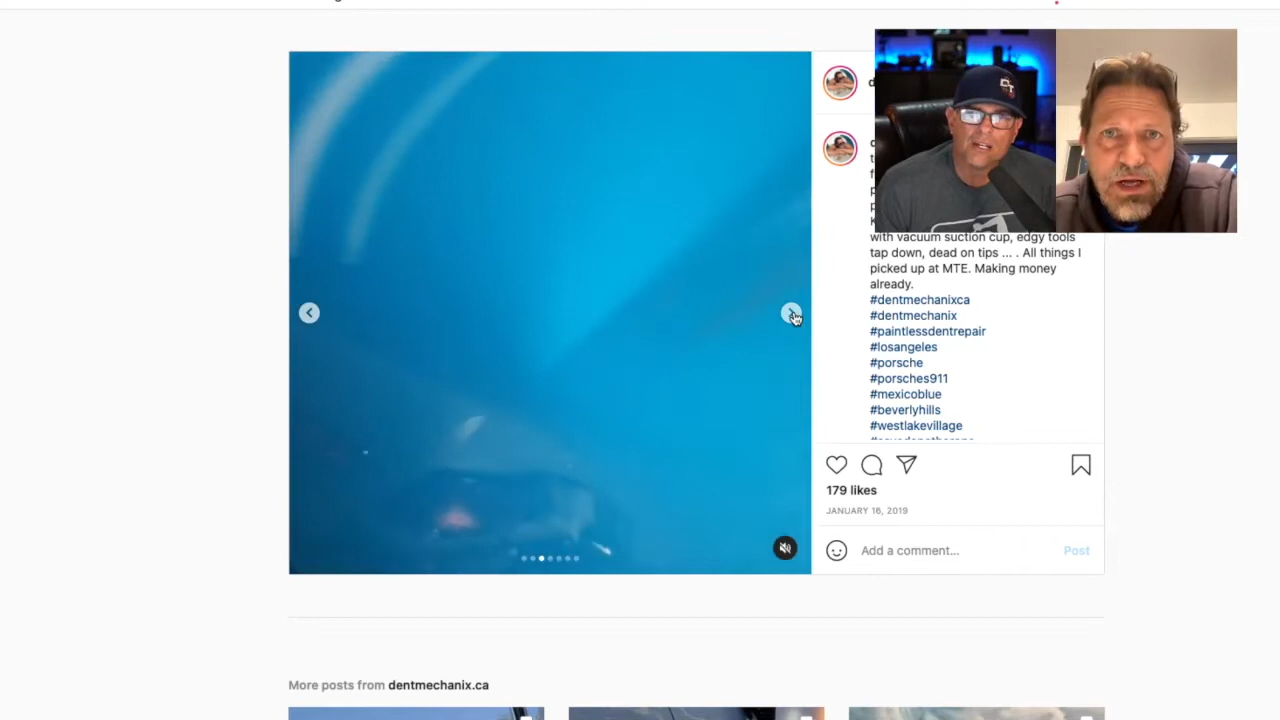 with vacuum suction cup, edgy tools
tap down, dead on tips ... . All things I
picked up at MTE. Making money
already.
#dentmechanixca
#dentmechanix
#paintlessdentrepair
#losangeles
#porsche
#porsches911
#mexicoblue
#beverlyhills
#westlakevillage
179 likes
JANUARY 16, 2019
Add a comment... Post
More posts from dentmechanix.ca